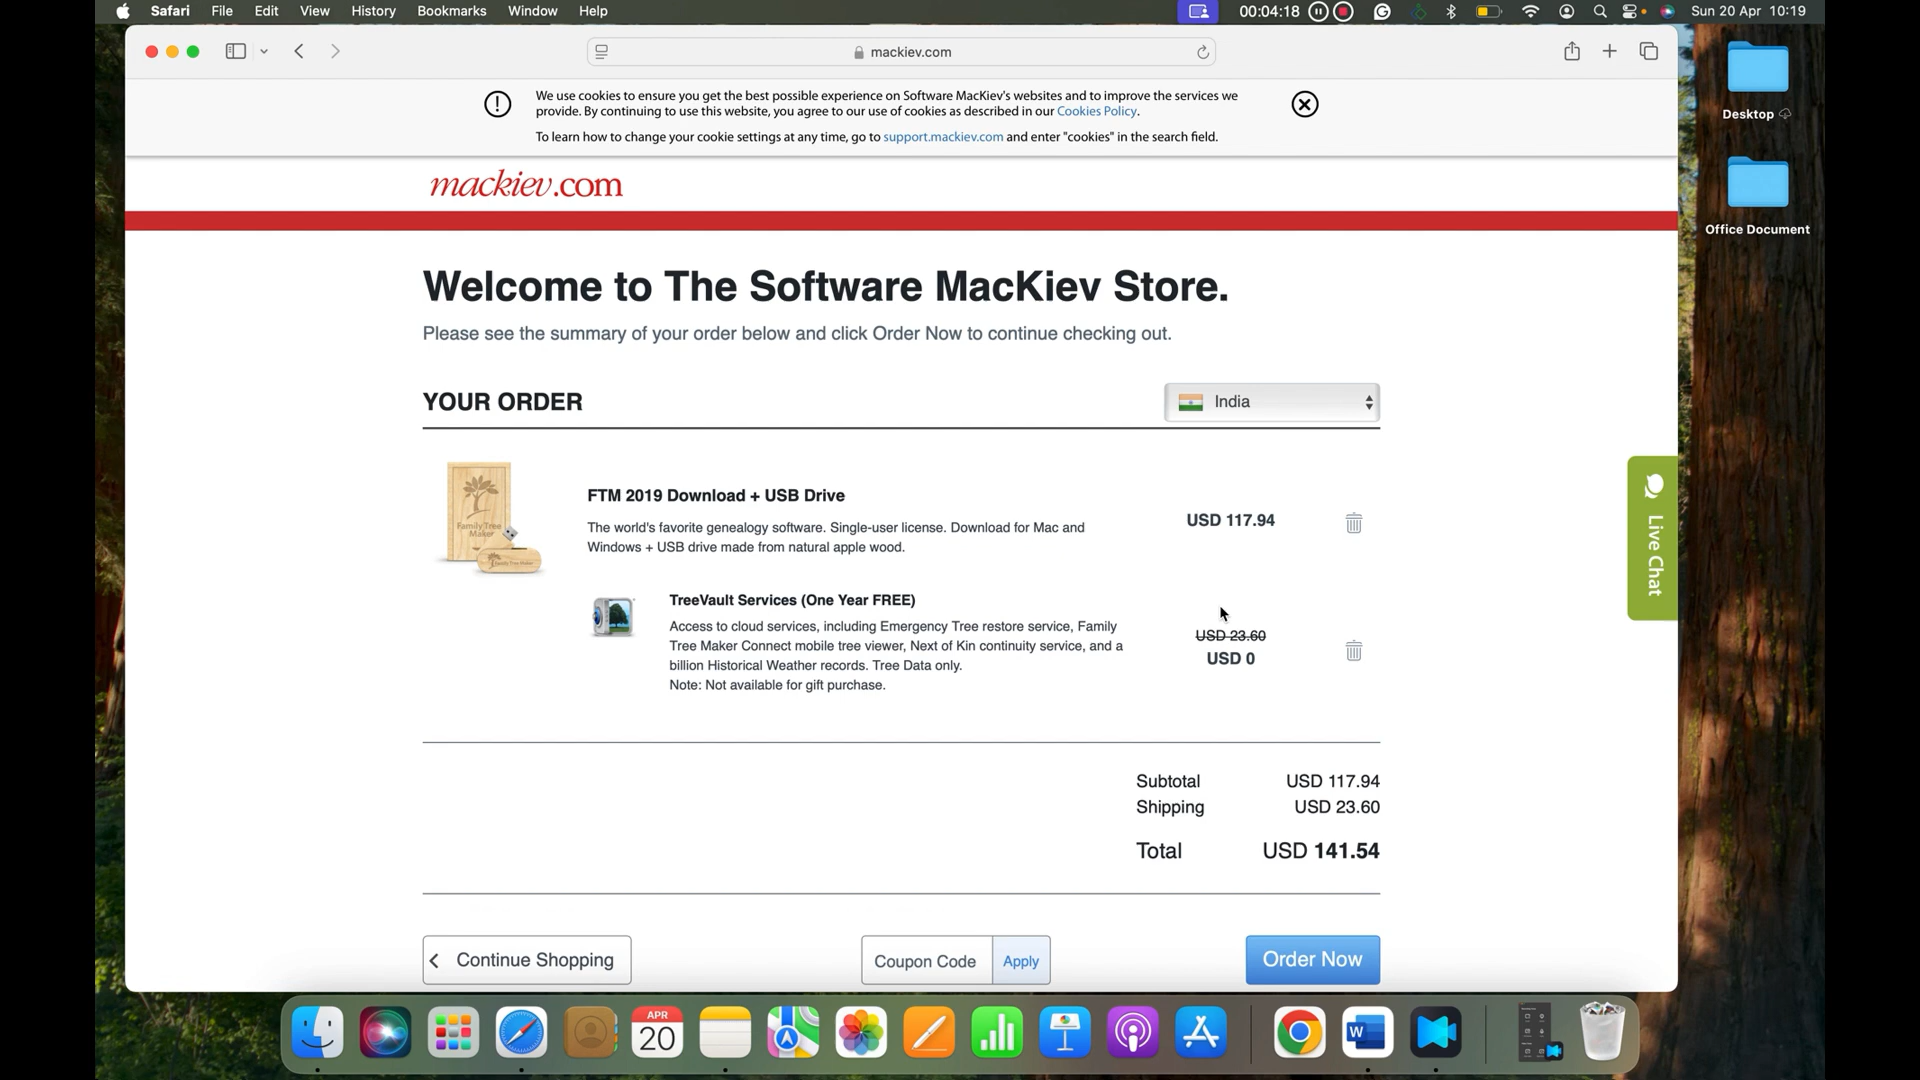 Safari File Edit View History Bookmarks Window Help 00:04:18 Sun 20 Apr 10:19
mackiev.com
We use cookies to ensure you get the best possible experience on Software MacKiev's websites and to improve the services we
provide. By continuing to use this website, you agree to our use of cookies as described in our Cookies Policy.
To learn how to change your cookie settings at any time, go to support.mackiev.com and enter "cookies" in the search field.
Desktop
Office Document
mackiev.com
Welcome to The Software MacKiev Store.
Please see the summary of your order below and click Order Now to continue checking out.
YOUR ORDER
India
Family Tree
Maker
Family Tree Maker
FTM 2019 Download + USB Drive
The world's favorite genealogy software. Single-user license. Download for Mac and
Windows + USB drive made from natural apple wood.
USD 117.94
TreeVault Services (One Year FREE)
Access to cloud services, including Emergency Tree restore service, Family
Tree Maker Connect mobile tree viewer, Next of Kin continuity service, and a
billion Historical Weather records. Tree Data only.
Note: Not available for gift purchase.
USD 23.60
USD 0
Live Chat
Subtotal USD 117.94
Shipping USD 23.60
Total USD 141.54
Continue Shopping
Coupon Code Apply
Order Now
APR
20
W